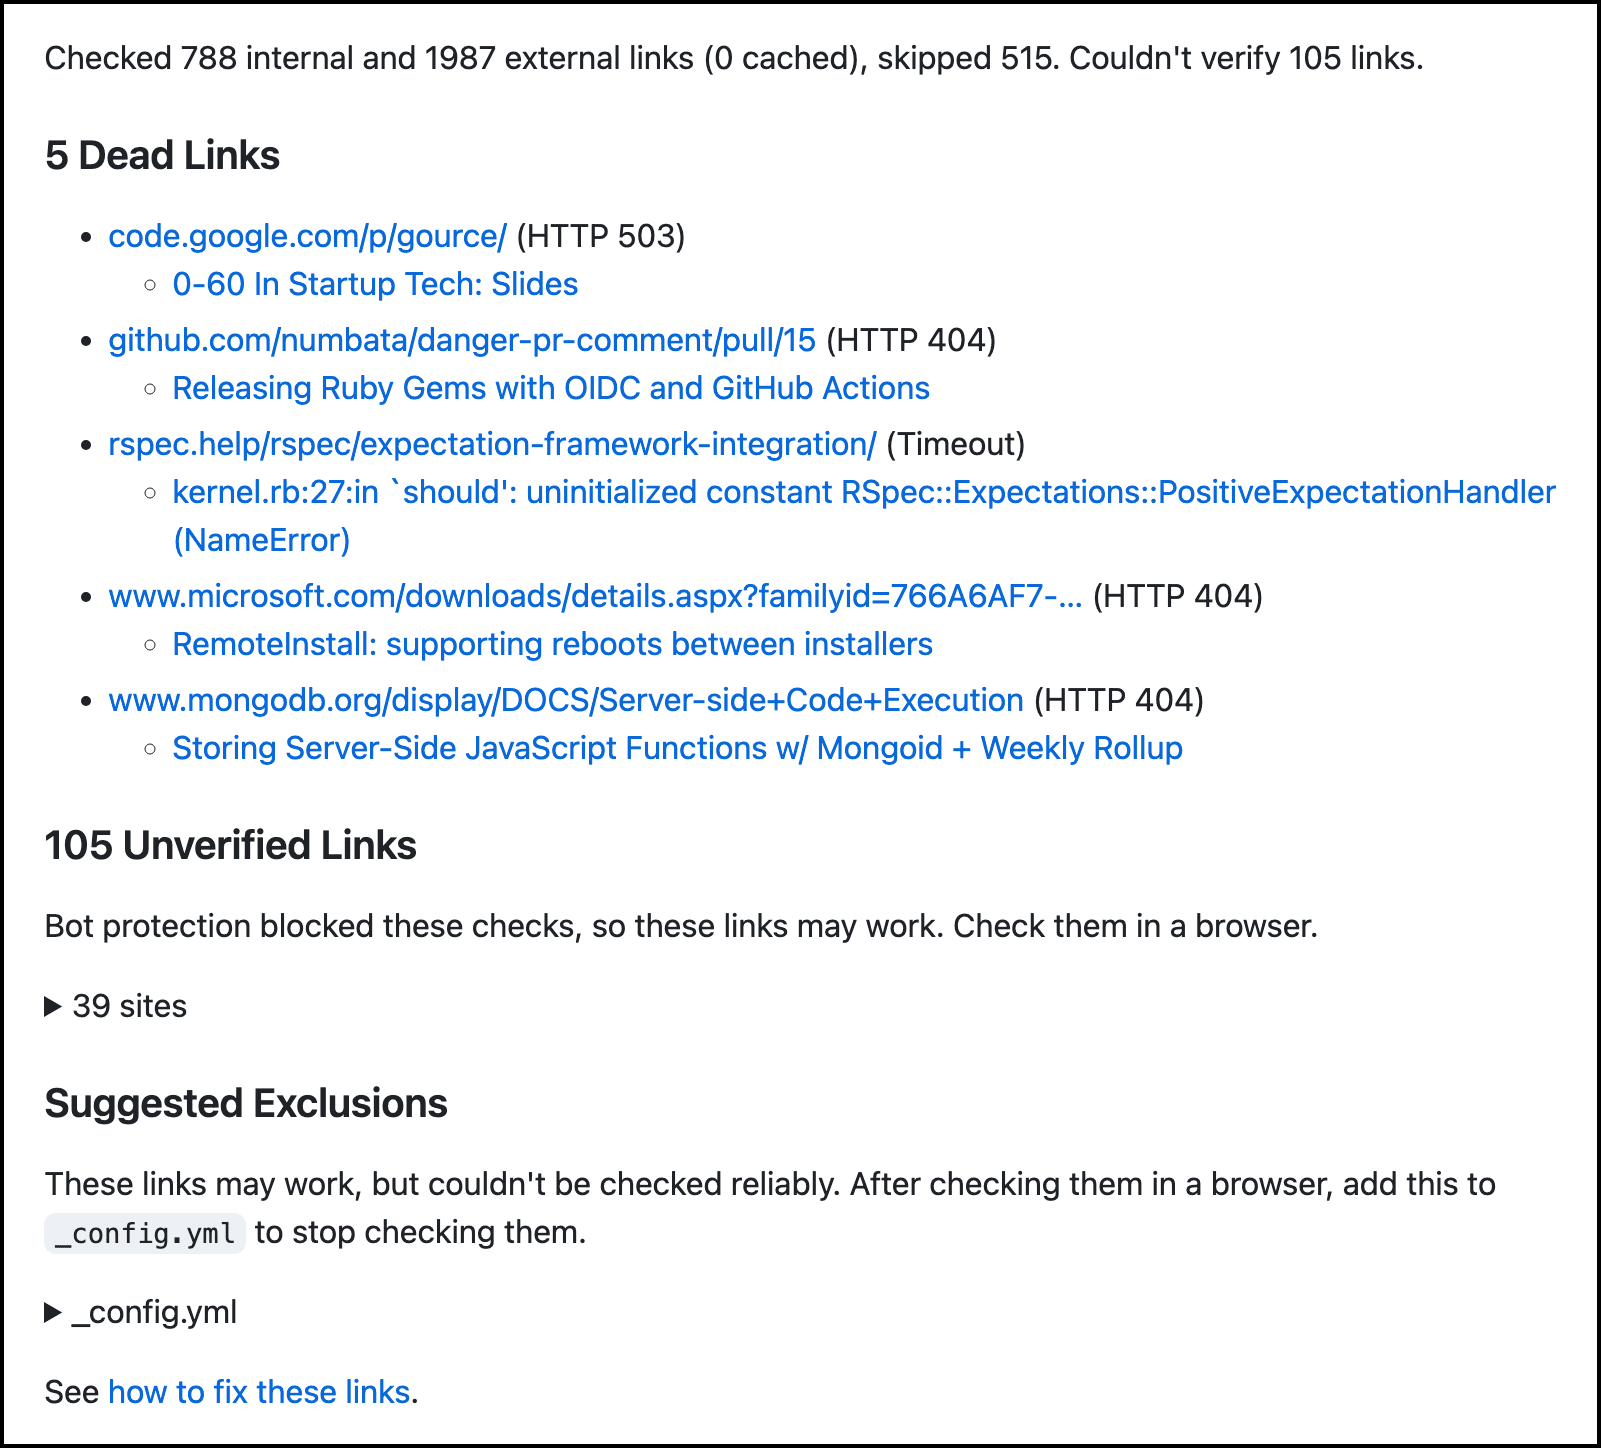 Checked 788 internal and 1987 external links (0 cached), skipped 515. Couldn't verify 105 links.
5 Dead Links
code.google.com/p/gource/ (HTTP 503)
0-60 In Startup Tech: Slides
github.com/numbata/danger-pr-comment/pull/15 (HTTP 404)
Releasing Ruby Gems with OIDC and GitHub Actions
rspec.help/rspec/expectation-framework-integration/ (Timeout)
kernel.rb:27:in `should': uninitialized constant RSpec::Expectations::PositiveExpectationHandler
(NameError)
www.microsoft.com/downloads/details.aspx?familyid=766A6AF7-... (HTTP 404)
RemoteInstall: supporting reboots between installers
www.mongodb.org/display/DOCS/Server-side+Code+Execution (HTTP 404)
Storing Server-Side JavaScript Functions w/ Mongoid + Weekly Rollup
105 Unverified Links
Bot protection blocked these checks, so these links may work. Check them in a browser.
39 sites
Suggested Exclusions
These links may work, but couldn't be checked reliably. After checking them in a browser, add this to
_config.yml to stop checking them.
_config.yml
See how to fix these links.